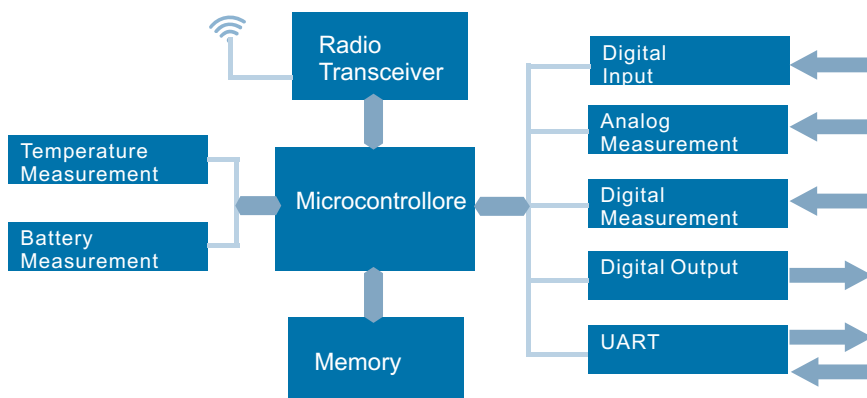 Radio
Transceiver
Temperature
Measurement
Microcontrollore
Battery
Measurement
Memory
Digital
Input
Analog
Measurement
Digital
Measurement
Digital Output
UART